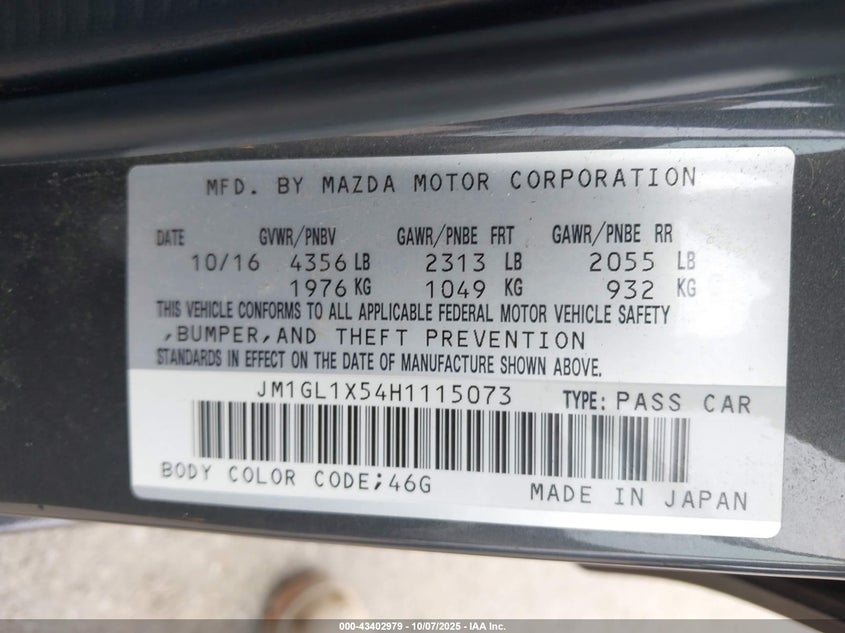 MFD. BY MAZDA MOTOR CORPORATION
DATE GVWR/PNBV GAWR/PNBE FRT GAWR/PNBE RR
10/16 4356 LB 2313 LB 2055 LB
1976 KG 1049 KG 932 KG
THIS VEHICLE CONFORMS TO ALL APPLICABLE FEDERAL MOTOR VEHICLE SAFETY
,BUMPER,AND THEFT PREVENTION
STANDARDS IN EFFECT ON THE DATE OF MANUFACTURE SHOWN ABOVE.
JM1GL1X54H1115073 TYPE: PASS CAR
BODY COLOR CODE;46G MADE IN JAPAN
000-43402979 - 10/07/2025 - IAA Inc.